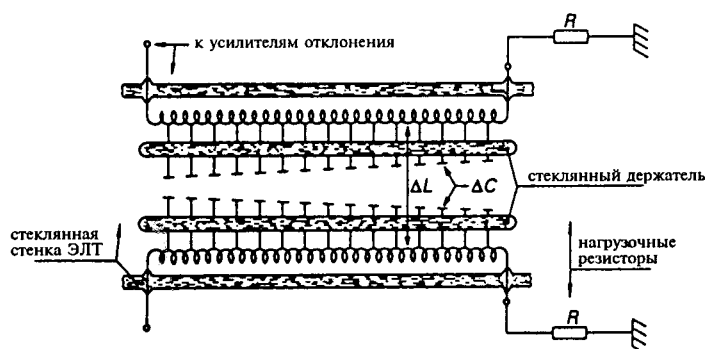 R
к усилителям отклонения
ΔL
ΔC
стеклянный держатель
стеклянная
стенка ЭЛТ
нагрузочные
резисторы
R